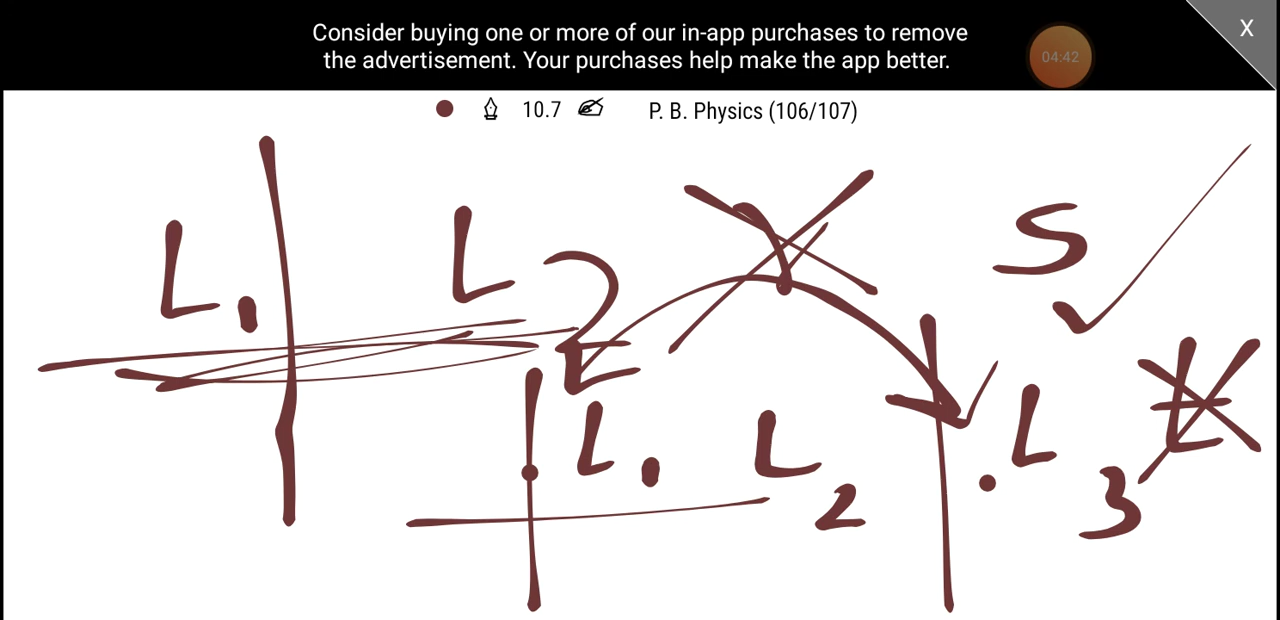 Consider buying one or more of our in-app purchases to remove
the advertisement. Your purchases help make the app better.
04:42
X
10.7
P. B. Physics (106/107)
L1 L2 S
L1 L2 L3